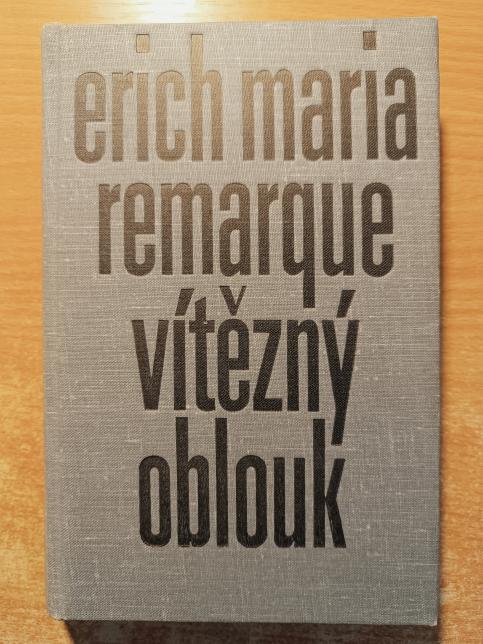 erich maria
remarque
vítězný
oblouk